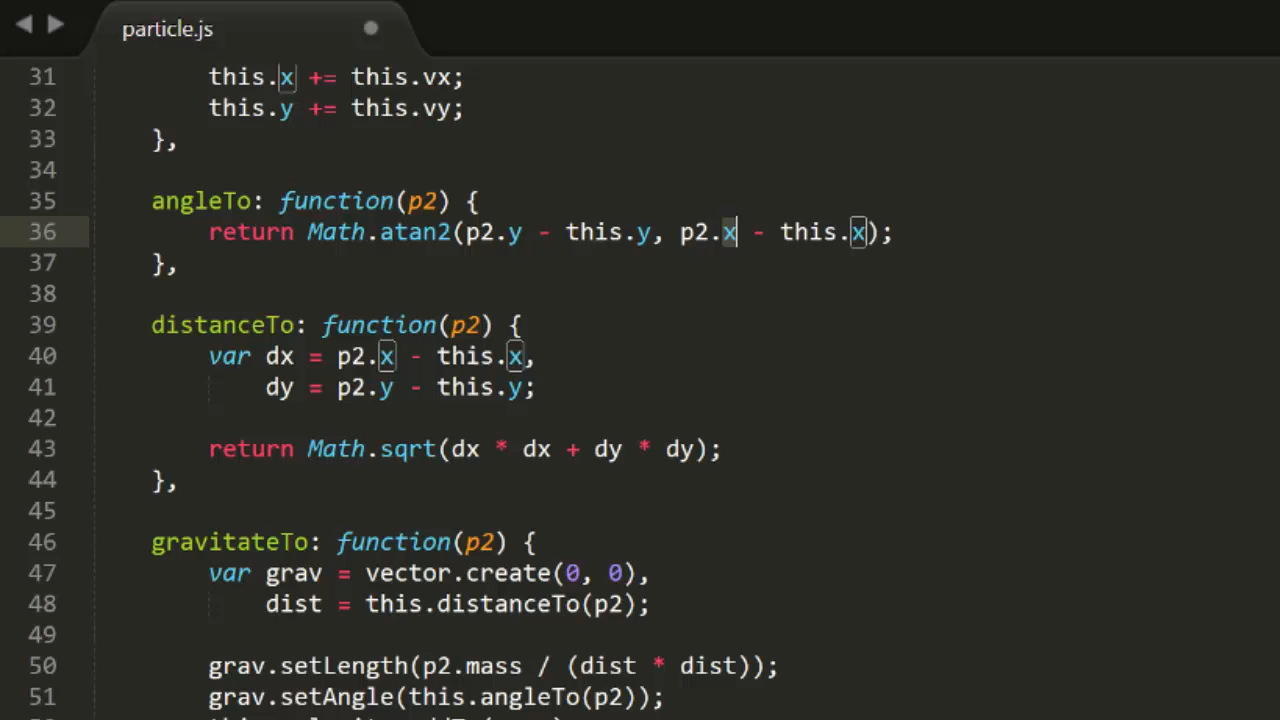 particle.js
31 this.x += this.vx;
32 this.y += this.vy;
33 },
34
35 angleTo: function(p2) {
36 return Math.atan2(p2.y - this.y, p2.x - this.x);
37 },
38
39 distanceTo: function(p2) {
40 var dx = p2.x - this.x,
41 dy = p2.y - this.y;
42
43 return Math.sqrt(dx * dx + dy * dy);
44 },
45
46 gravitateTo: function(p2) {
47 var grav = vector.create(0, 0),
48 dist = this.distanceTo(p2);
49
50 grav.setLength(p2.mass / (dist * dist));
51 grav.setAngle(this.angleTo(p2));